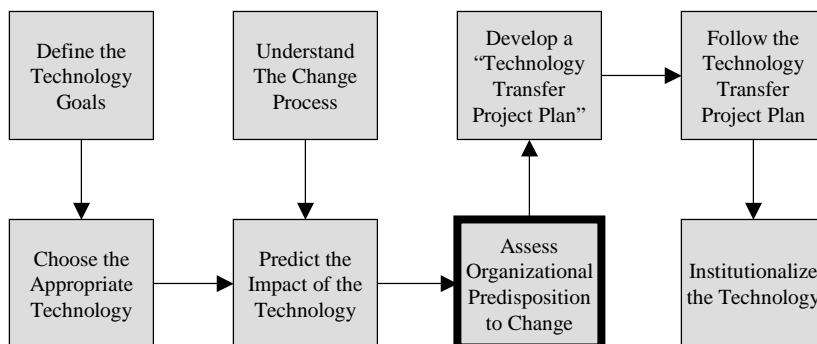 Define the
Technology
Goals
Understand
The Change
Process
Develop a
“Technology
Transfer
Project Plan”
Follow the
Technology
Transfer
Project Plan
Choose the
Appropriate
Technology
Predict the
Impact of the
Technology
Assess
Organizational
Predisposition
to Change
Institutionalize
the Technology